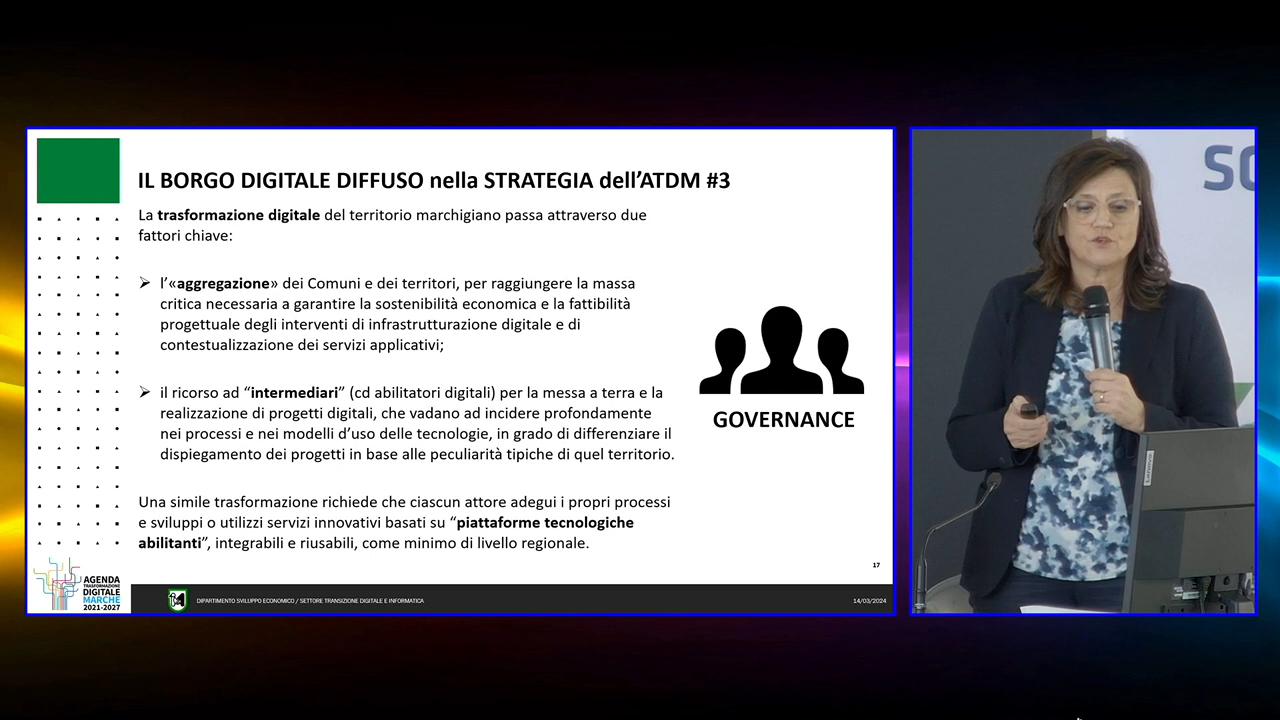 IL BORGO DIGITALE DIFFUSO nella STRATEGIA dell'ATDM #3
La trasformazione digitale del territorio marchigiano passa attraverso due
fattori chiave:
l'«aggregazione» dei Comuni e dei territori, per raggiungere la massa
critica necessaria a garantire la sostenibilità economica e la fattibilità
progettuale degli interventi di infrastrutturazione digitale e di
contestualizzazione dei servizi applicativi;
il ricorso ad “intermediari” (cd abilitatori digitali) per la messa a terra e la
realizzazione di progetti digitali, che vadano ad incidere profondamente
nei processi e nei modelli d'uso delle tecnologie, in grado di differenziare il
dispiegamento dei progetti in base alle peculiarità tipiche di quel territorio.
Una simile trasformazione richiede che ciascun attore adegui i propri processi
e sviluppi o utilizzi servizi innovativi basati su “piattaforme tecnologiche
abilitanti”, integrabili e riusabili, come minimo di livello regionale.
GOVERNANCE
17
AGENDA
TRASFORMAZIONE
DIGITALE
MARCHE
2021-2027
DIPARTIMENTO SVILUPPO ECONOMICO / SETTORE TRANSIZIONE DIGITALE E INFORMATICA
14/03/2024